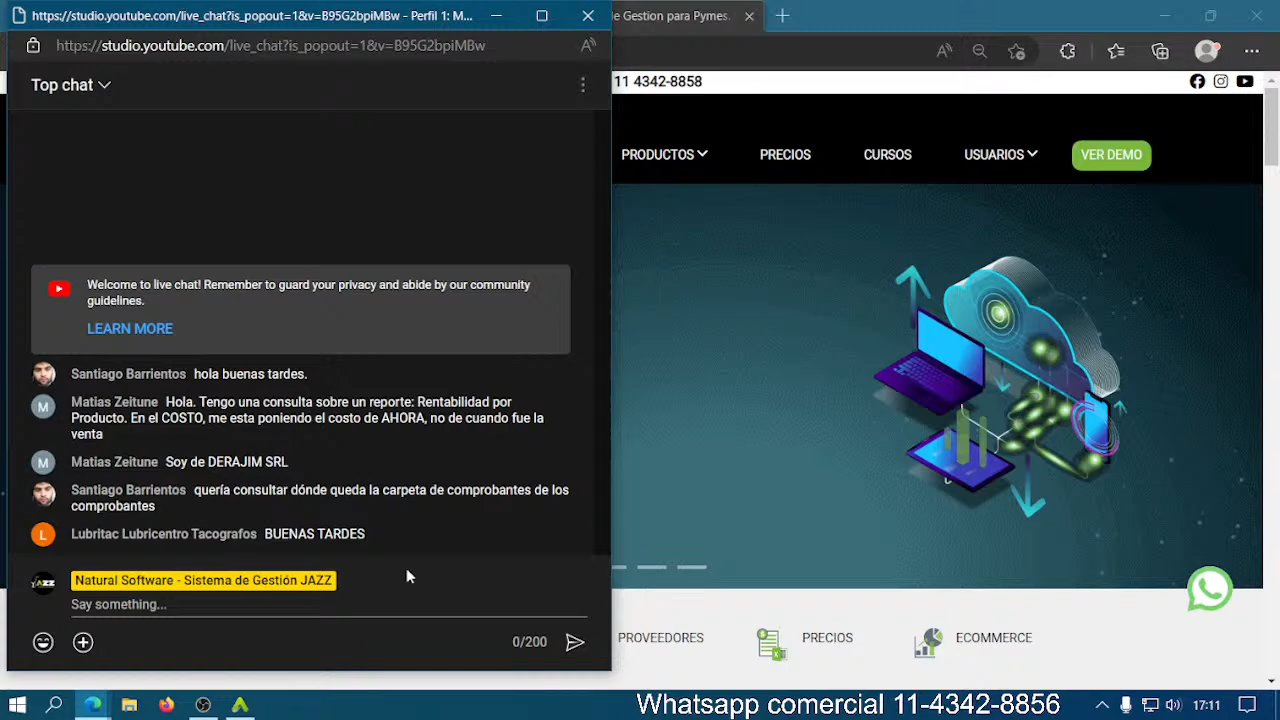 https://studio.youtube.com/live_chat?is_popout=1&v=B95G2bpiMBw - Perfil 1: M...
e Gestion para Pymes.
https://studio.youtube.com/live_chat?is_popout=1&v=B95G2bpiMBw
Top chat
11 4342-8858
PRODUCTOS
PRECIOS
CURSOS
USUARIOS
VER DEMO
Welcome to live chat! Remember to guard your privacy and abide by our community
guidelines.
LEARN MORE
Santiago Barrientos hola buenas tardes.
M
Matias Zeitune Hola. Tengo una consulta sobre un reporte: Rentabilidad por
Producto. En el COSTO, me esta poniendo el costo de AHORA, no de cuando fue la
venta
M
Matias Zeitune Soy de DERAJIM SRL
Santiago Barrientos quería consultar dónde queda la carpeta de comprobantes de los
comprobantes
L
Lubritac Lubricentro Tacografos BUENAS TARDES
JAZZ
Natural Software - Sistema de Gestión JAZZ
Say something...
0/200
PROVEEDORES
PRECIOS
ECOMMERCE
Whatsapp comercial 11-4342-8856
17:11